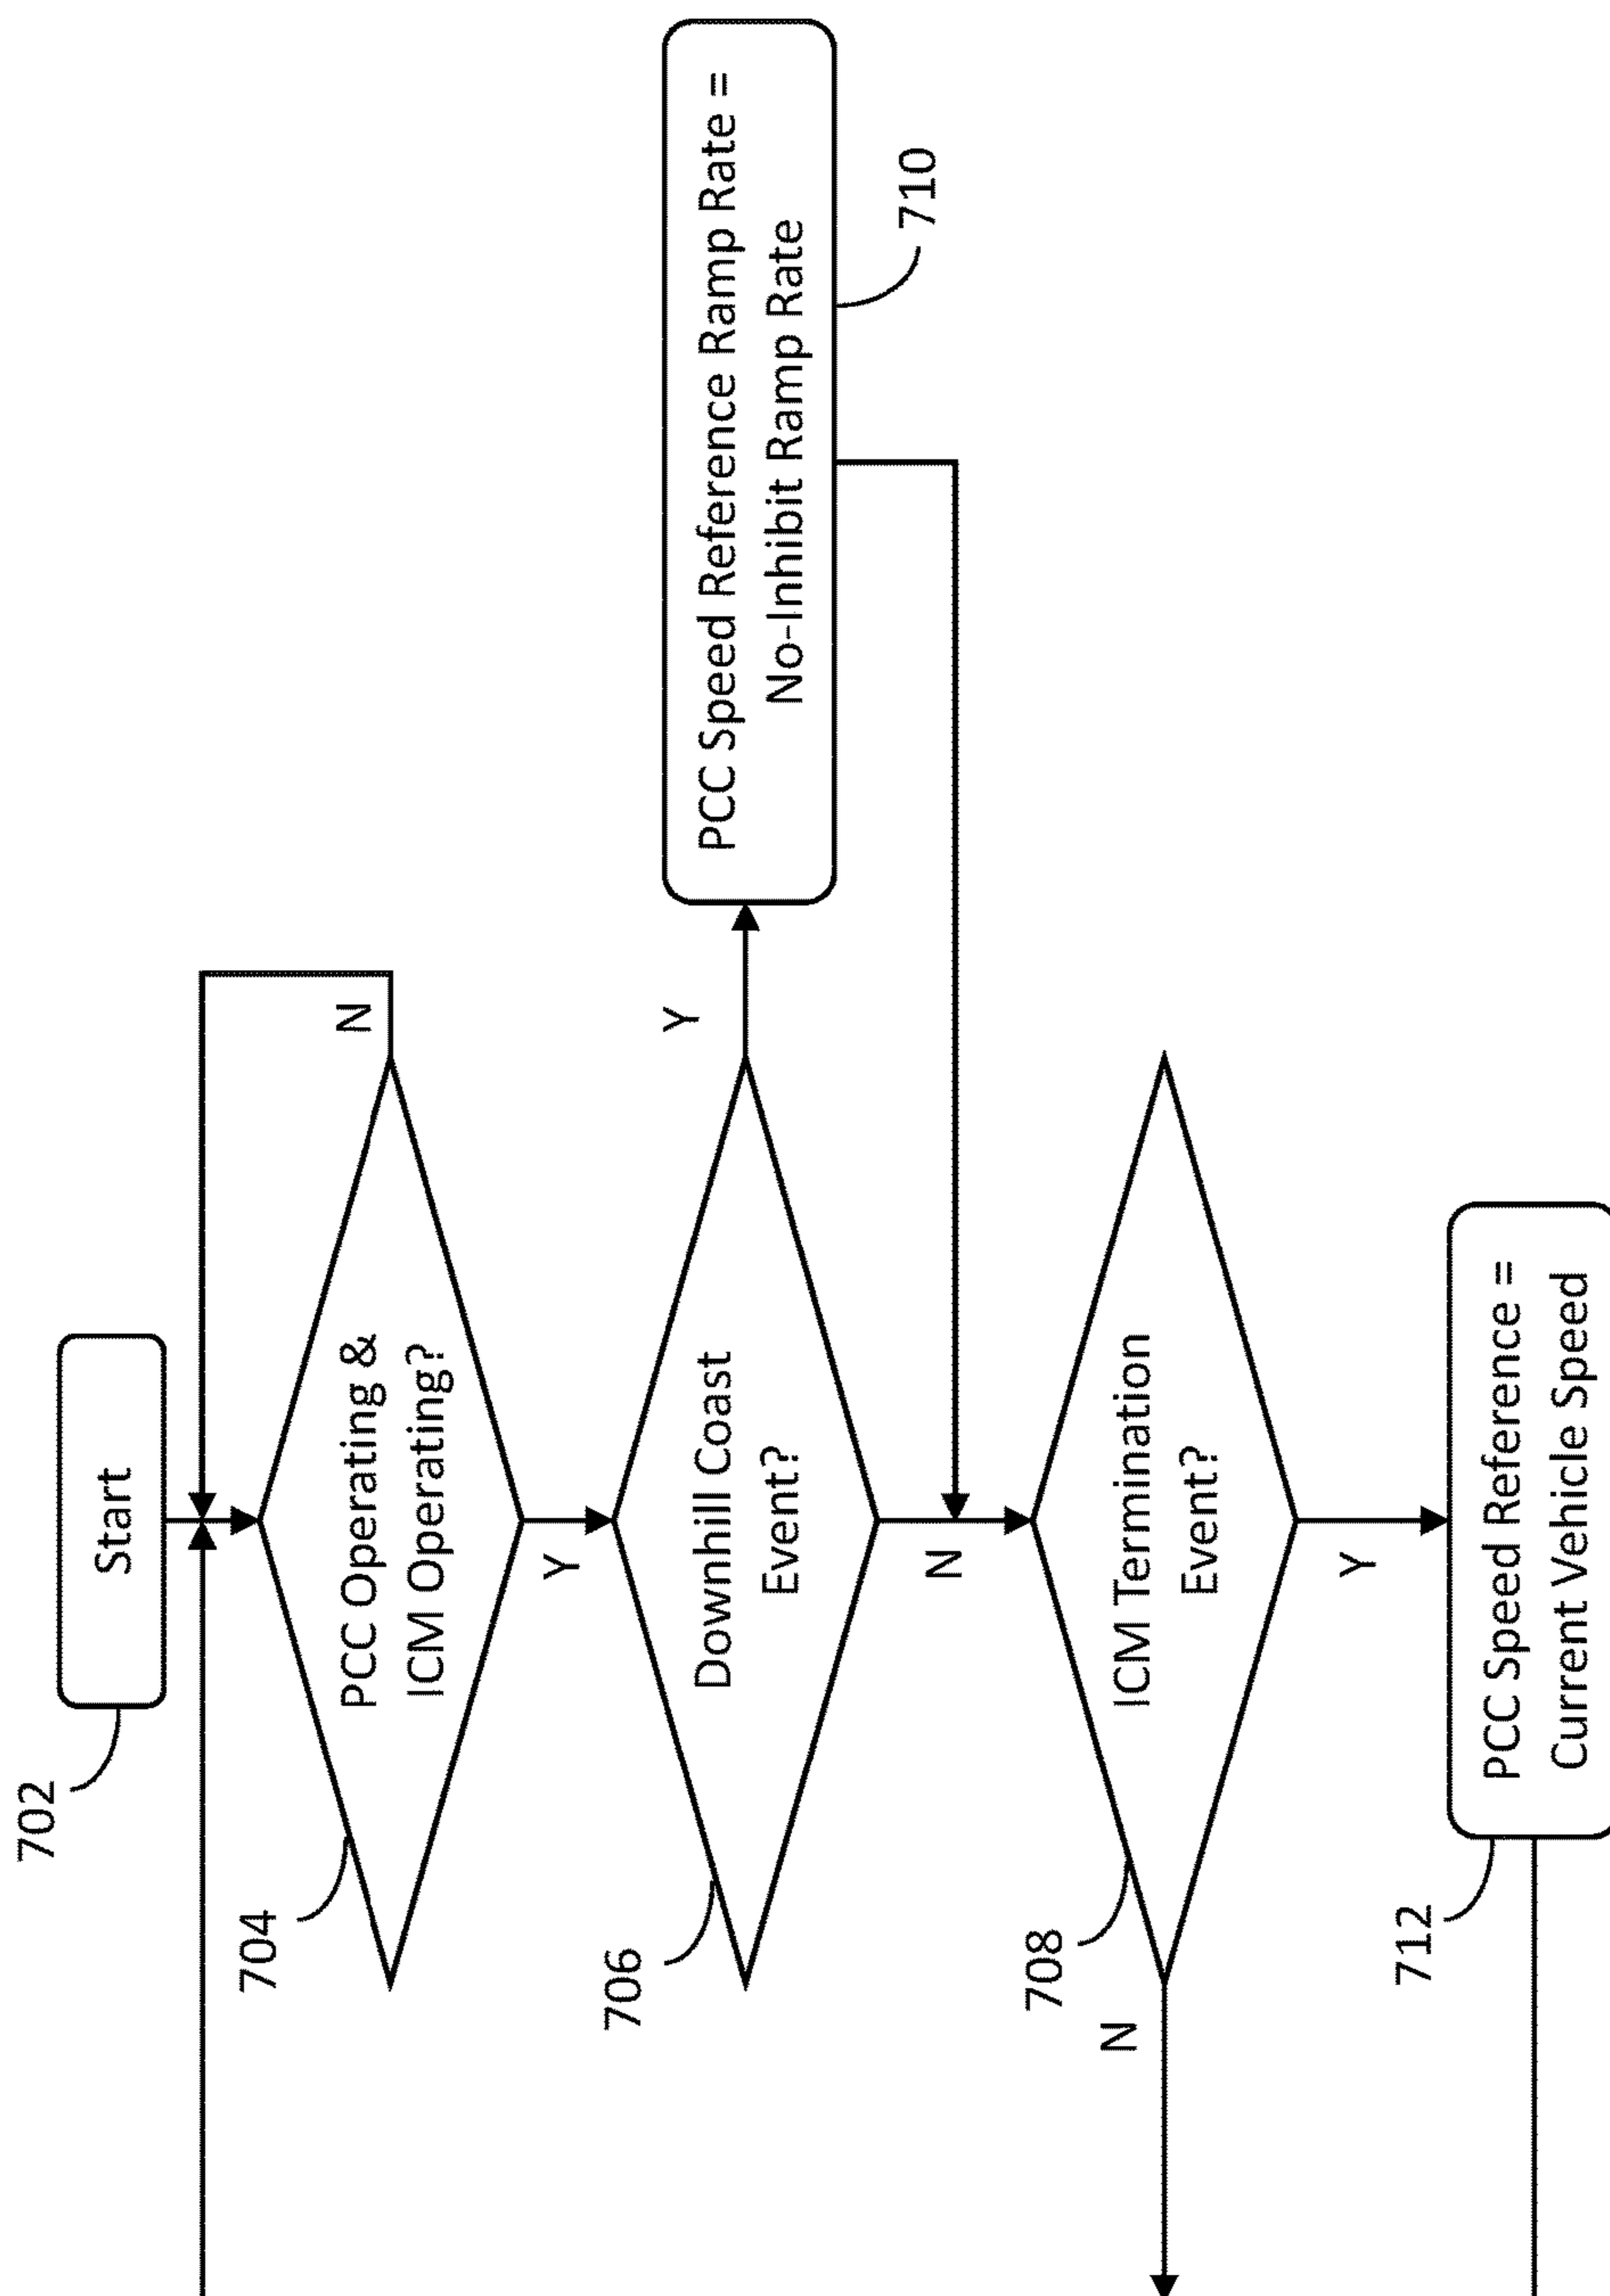 702
Start
704
PCC Operating &
ICM Operating?
N
Y
706
Downhill Coast
Event?
Y
PCC Speed Reference Ramp Rate =
No-Inhibit Ramp Rate
710
N
708
ICM Termination
Event?
N
Y
712
PCC Speed Reference =
Current Vehicle Speed